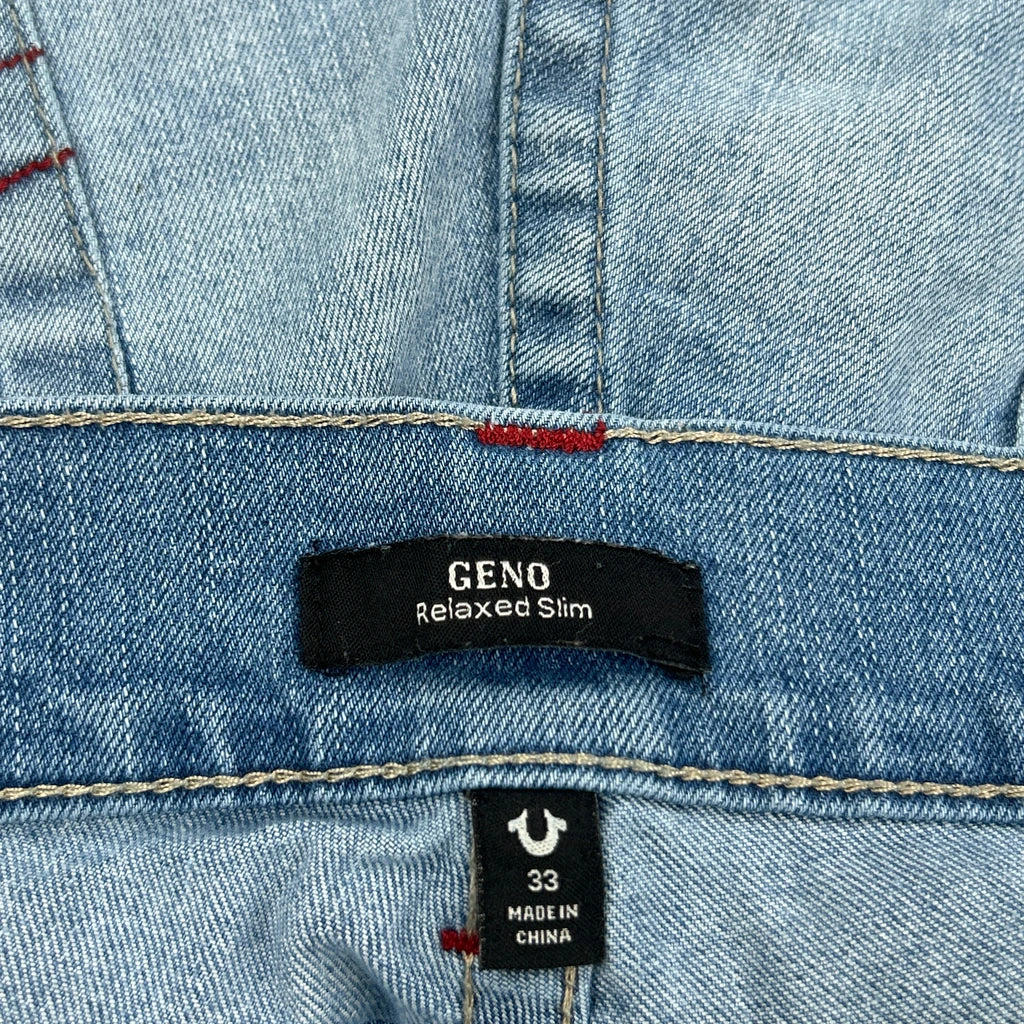 GENO
Relaxed Slim
33
MADE IN
CHINA